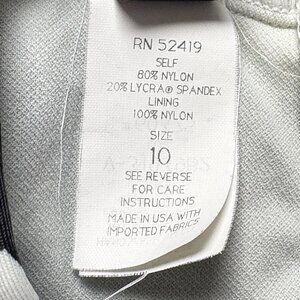 RN 52419
SELF
80% NYLON
20% LYCRA® SPANDEX
LINING
100% NYLON
SIZE
10
SEE REVERSE
FOR CARE
INSTRUCTIONS
MADE IN USA WITH
IMPORTED FABRICS